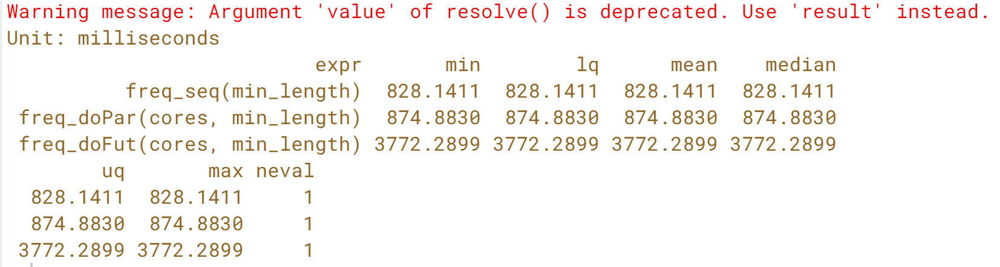 Warning message: Argument 'value' of resolve() is deprecated. Use 'result' instead.
Unit: milliseconds
expr min lq mean median
freq_seq(min_length) 828.1411 828.1411 828.1411 828.1411
freq_doPar(cores, min_length) 874.8830 874.8830 874.8830 874.8830
freq_doFut(cores, min_length) 3772.2899 3772.2899 3772.2899 3772.2899
uq max neval
828.1411 828.1411 1
874.8830 874.8830 1
3772.2899 3772.2899 1